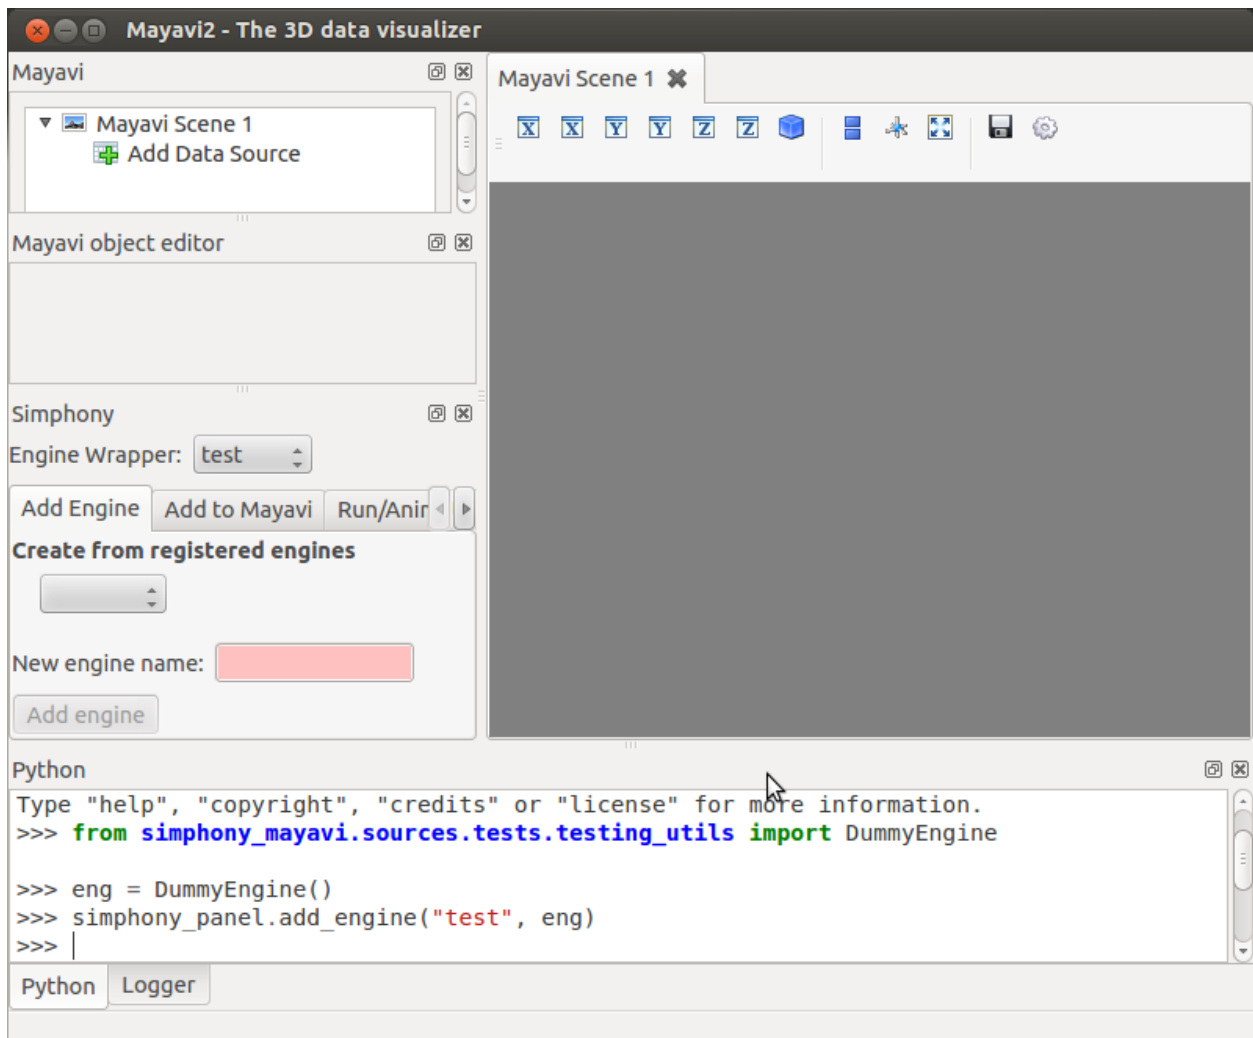 Mayavi2 - The 3D data visualizer
Mayavi
Mayavi Scene 1
Add Data Source
Mayavi object editor
Simphony
Engine Wrapper: test
Add Engine Add to Mayavi Run/Anir
Create from registered engines
New engine name:
Add engine
Mayavi Scene 1
X X Y Y Z Z
Python
Type "help", "copyright", "credits" or "license" for more information.
>>> from simphony_mayavi.sources.tests.testing_utils import DummyEngine
>>> eng = DummyEngine()
>>> simphony_panel.add_engine("test", eng)
>>>
Python Logger